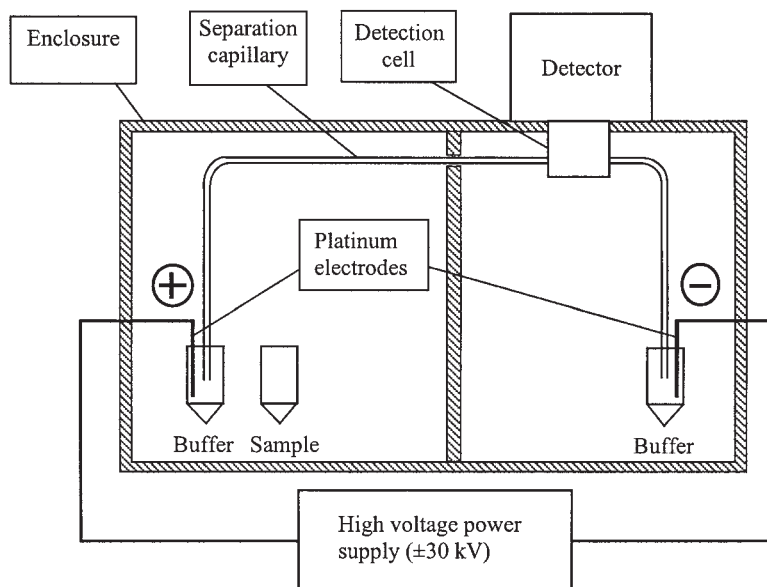 Enclosure
Separation
capillary
Detection
cell
Detector
Platinum
electrodes
+
−
Buffer
Sample
Buffer
High voltage power
supply (±30 kV)